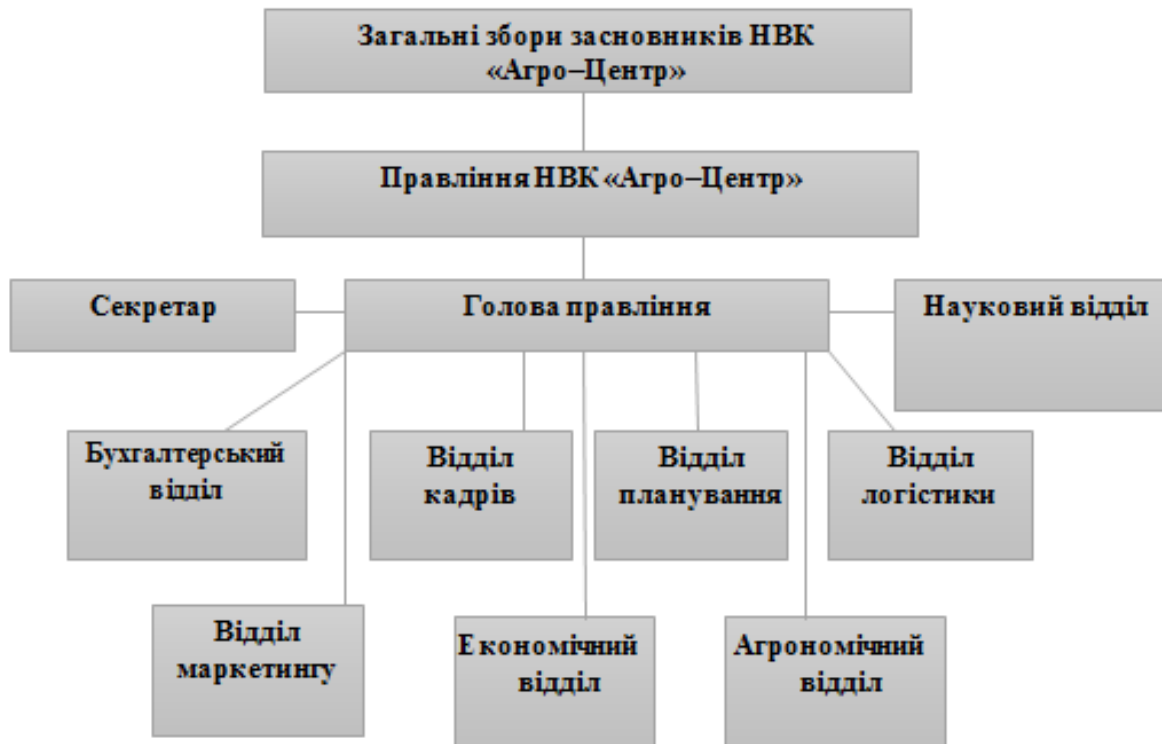 Загальні збори засновників НВК
«Агро–Центр»
Правління НВК «Агро–Центр»
Секретар
Голова правління
Науковий відділ
Бухгалтерський
відділ
Відділ
кадрів
Відділ
планування
Відділ
логістики
Відділ
маркетингу
Економічний
відділ
Агрономічний
відділ